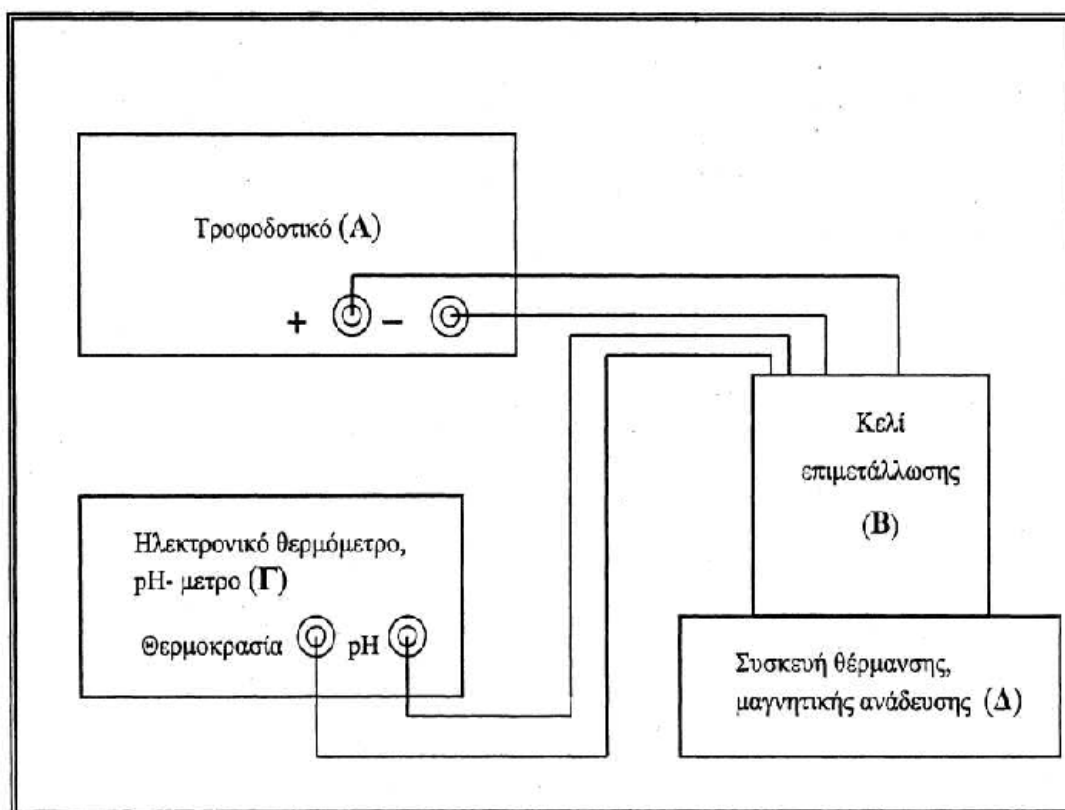 Τροφοδοτικό (Α)
+ −
Κελί
επιμετάλλωσης
(Β)
Ηλεκτρονικό θερμόμετρο,
pH- μετρο (Γ)
Θερμοκρασία pH
Συσκευή θέρμανσης,
μαγνητικής ανάδευσης (Δ)